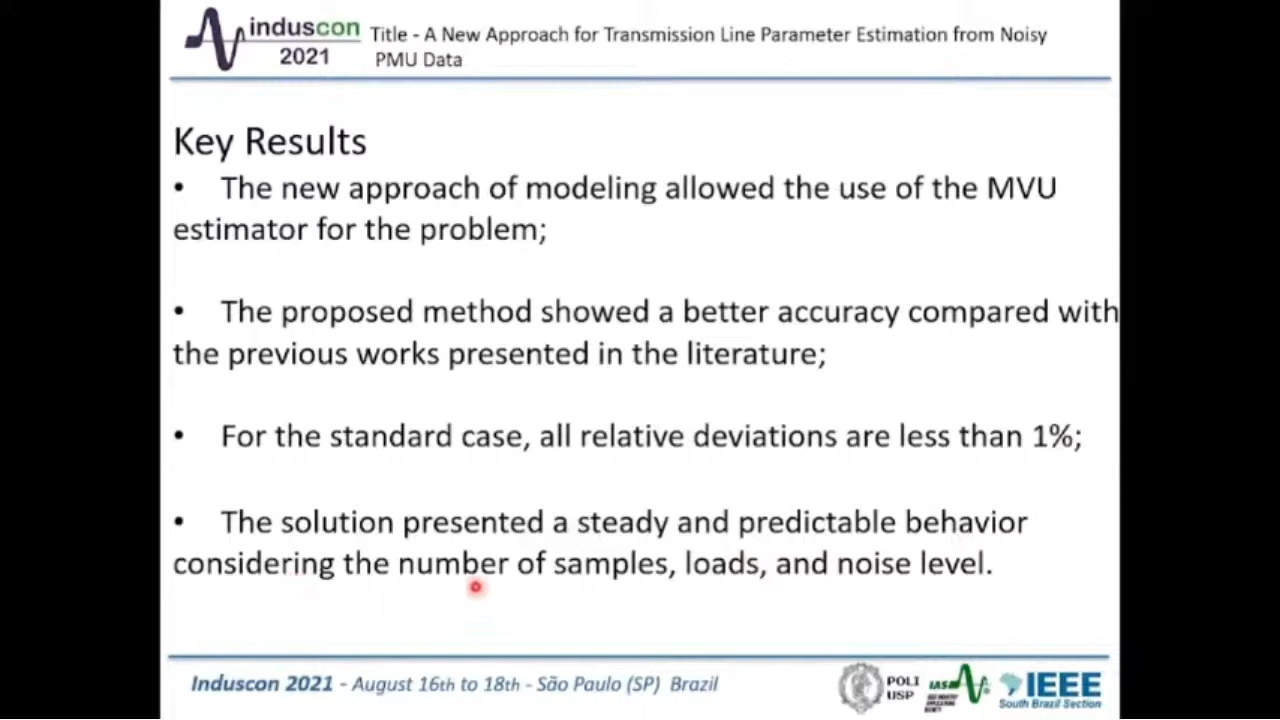 induscon
2021
Title - A New Approach for Transmission Line Parameter Estimation from Noisy
PMU Data
Key Results
• The new approach of modeling allowed the use of the MVU
estimator for the problem;
• The proposed method showed a better accuracy compared with
the previous works presented in the literature;
• For the standard case, all relative deviations are less than 1%;
• The solution presented a steady and predictable behavior
considering the number of samples, loads, and noise level.
Induscon 2021 - August 16th to 18th - São Paulo (SP) Brazil
POLI
USP
IAS
IEEE
South Brazil Section